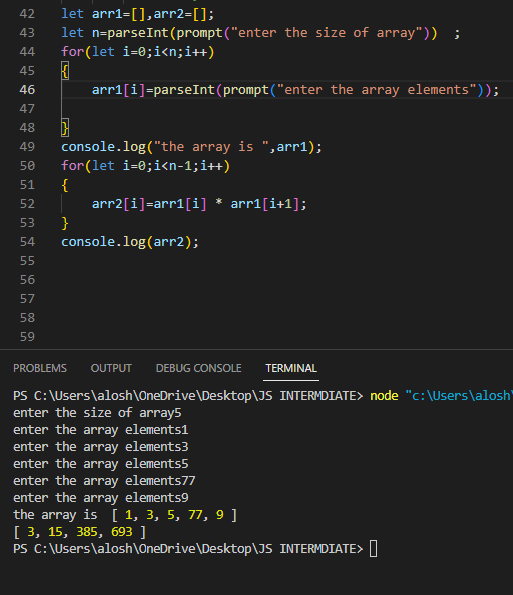 42 let arr1=[],arr2=[];
43 let n=parseInt(prompt("enter the size of array"))  ;
44 for(let i=0;i<n;i++)
45 {
46     arr1[i]=parseInt(prompt("enter the array elements"));
47
48 }
49 console.log("the array is ",arr1);
50 for(let i=0;i<n-1;i++)
51 {
52     arr2[i]=arr1[i] * arr1[i+1];
53 }
54 console.log(arr2);
55
56
57
58
59
PROBLEMS OUTPUT DEBUG CONSOLE TERMINAL
PS C:\Users\alosh\OneDrive\Desktop\JS INTERMDIATE> node "c:\Users\alosh\
enter the size of array5
enter the array elements1
enter the array elements3
enter the array elements5
enter the array elements77
enter the array elements9
the array is  [ 1, 3, 5, 77, 9 ]
[ 3, 15, 385, 693 ]
PS C:\Users\alosh\OneDrive\Desktop\JS INTERMDIATE>